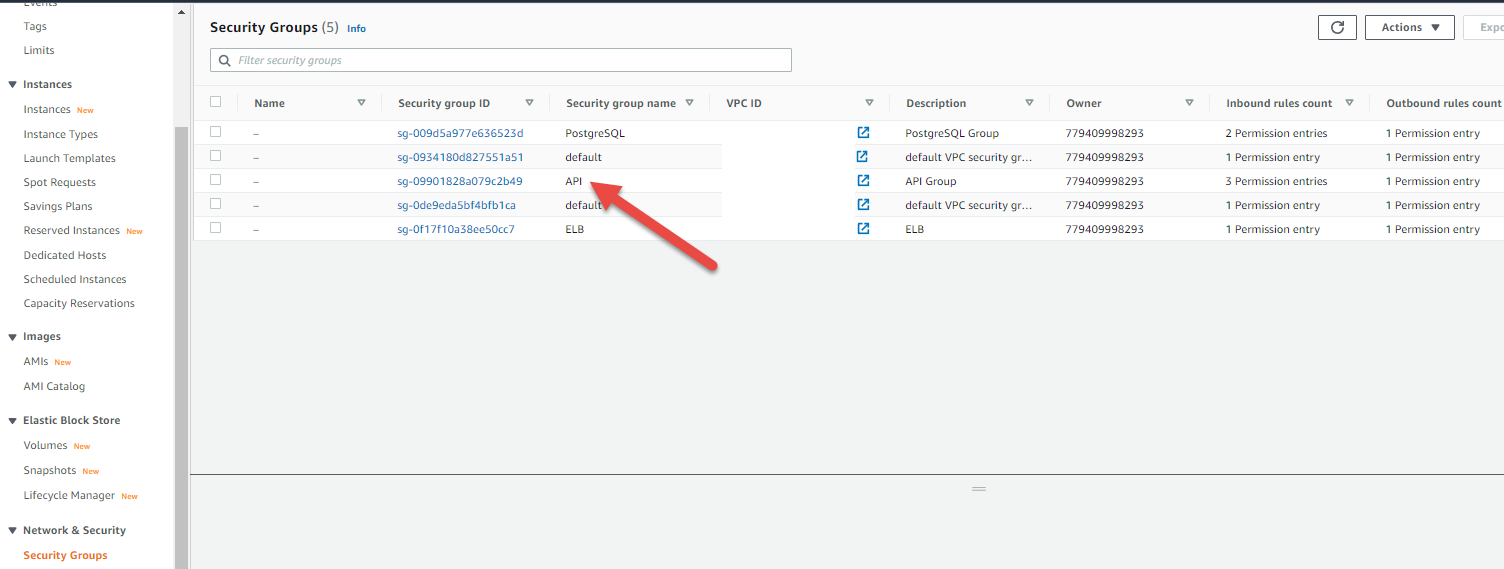 Events
Tags
Limits
Instances
Instances New
Instance Types
Launch Templates
Spot Requests
Savings Plans
Reserved Instances New
Dedicated Hosts
Scheduled Instances
Capacity Reservations
Images
AMIs New
AMI Catalog
Elastic Block Store
Volumes New
Snapshots New
Lifecycle Manager New
Network & Security
Security Groups
Security Groups (5) Info
Actions
Expo
Filter security groups
Name Security group ID Security group name VPC ID Description Owner Inbound rules count Outbound rules count
– sg-009d5a977e636523d PostgreSQL PostgreSQL Group 779409998293 2 Permission entries 1 Permission entry
– sg-0934180d827551a51 default default VPC security gr... 779409998293 1 Permission entry 1 Permission entry
– sg-09901828a079c2b49 API API Group 779409998293 3 Permission entries 1 Permission entry
– sg-0de9eda5bf4bfb1ca default default VPC security gr... 779409998293 1 Permission entry 1 Permission entry
– sg-0f17f10a38ee50cc7 ELB ELB 779409998293 1 Permission entry 1 Permission entry